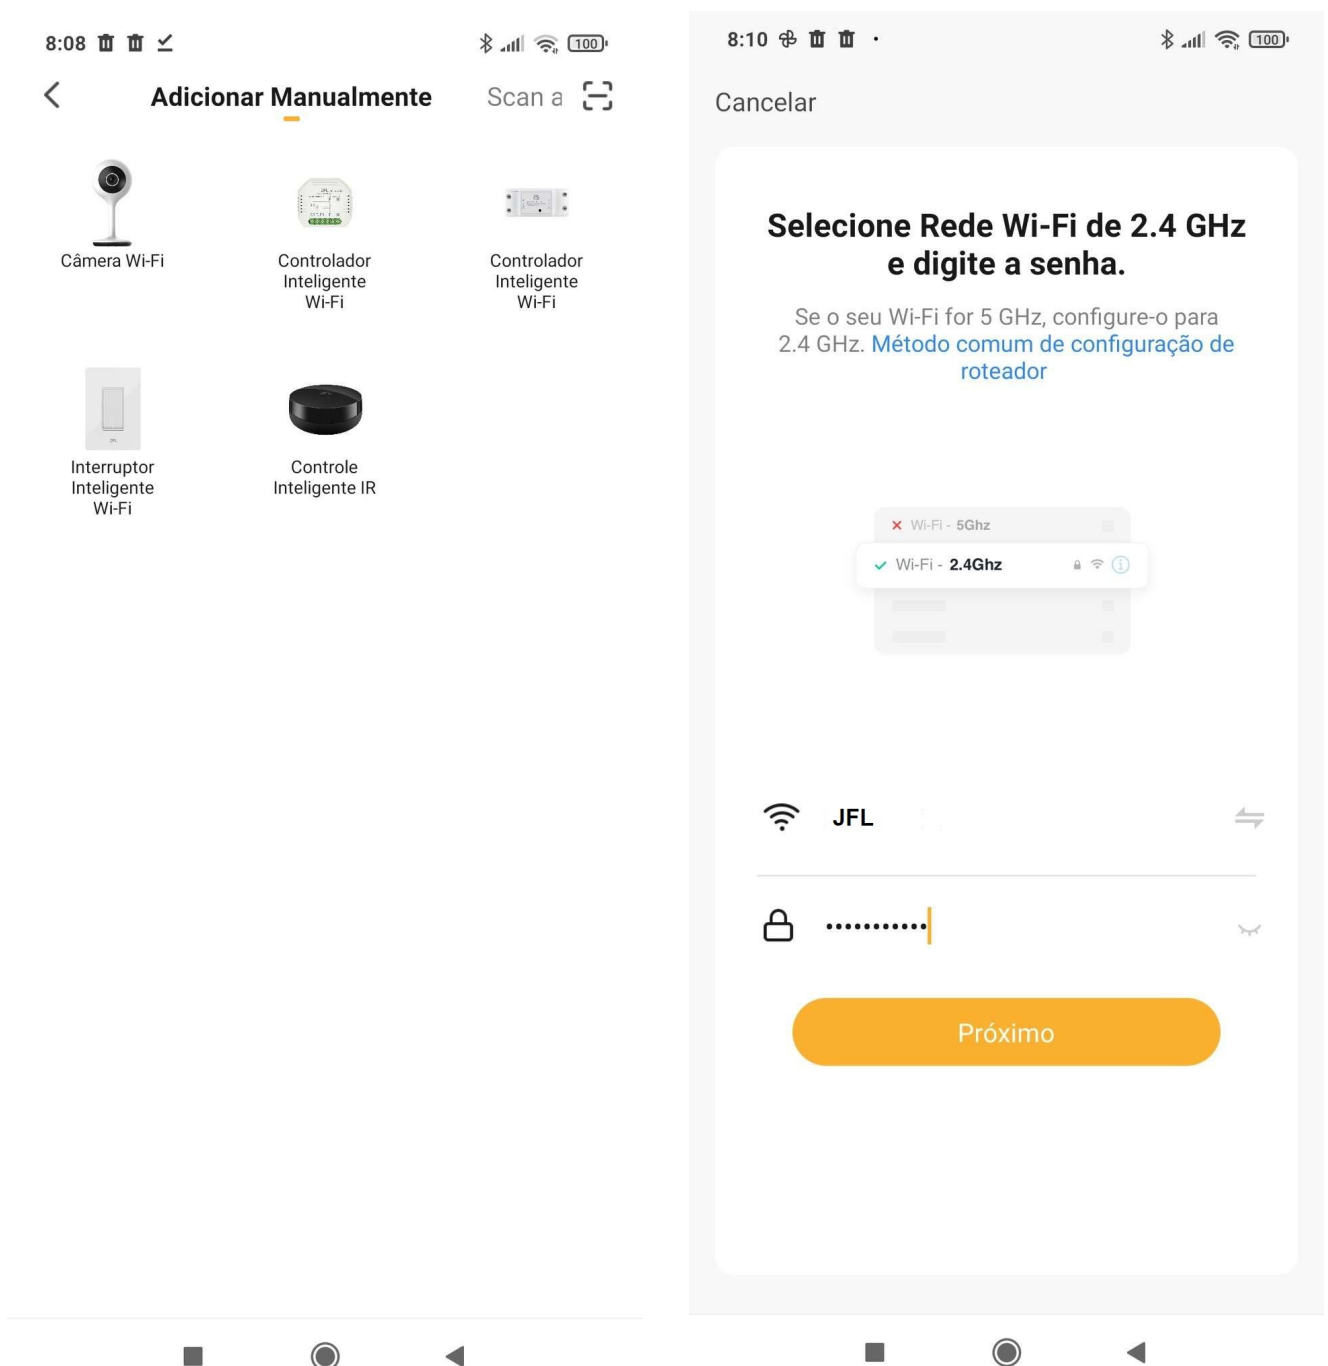 8:08
100
Adicionar Manualmente
Scan a
Câmera Wi-Fi
Controlador
Inteligente
Wi-Fi
Controlador
Inteligente
Wi-Fi
Interruptor
Inteligente
Wi-Fi
Controle
Inteligente IR
8:10
100
Cancelar
Selecione Rede Wi-Fi de 2.4 GHz
e digite a senha.
Se o seu Wi-Fi for 5 GHz, configure-o para
2.4 GHz. Método comum de configuração de
roteador
Wi-Fi - 5Ghz
Wi-Fi - 2.4Ghz
JFL
•••••••••••
Próximo